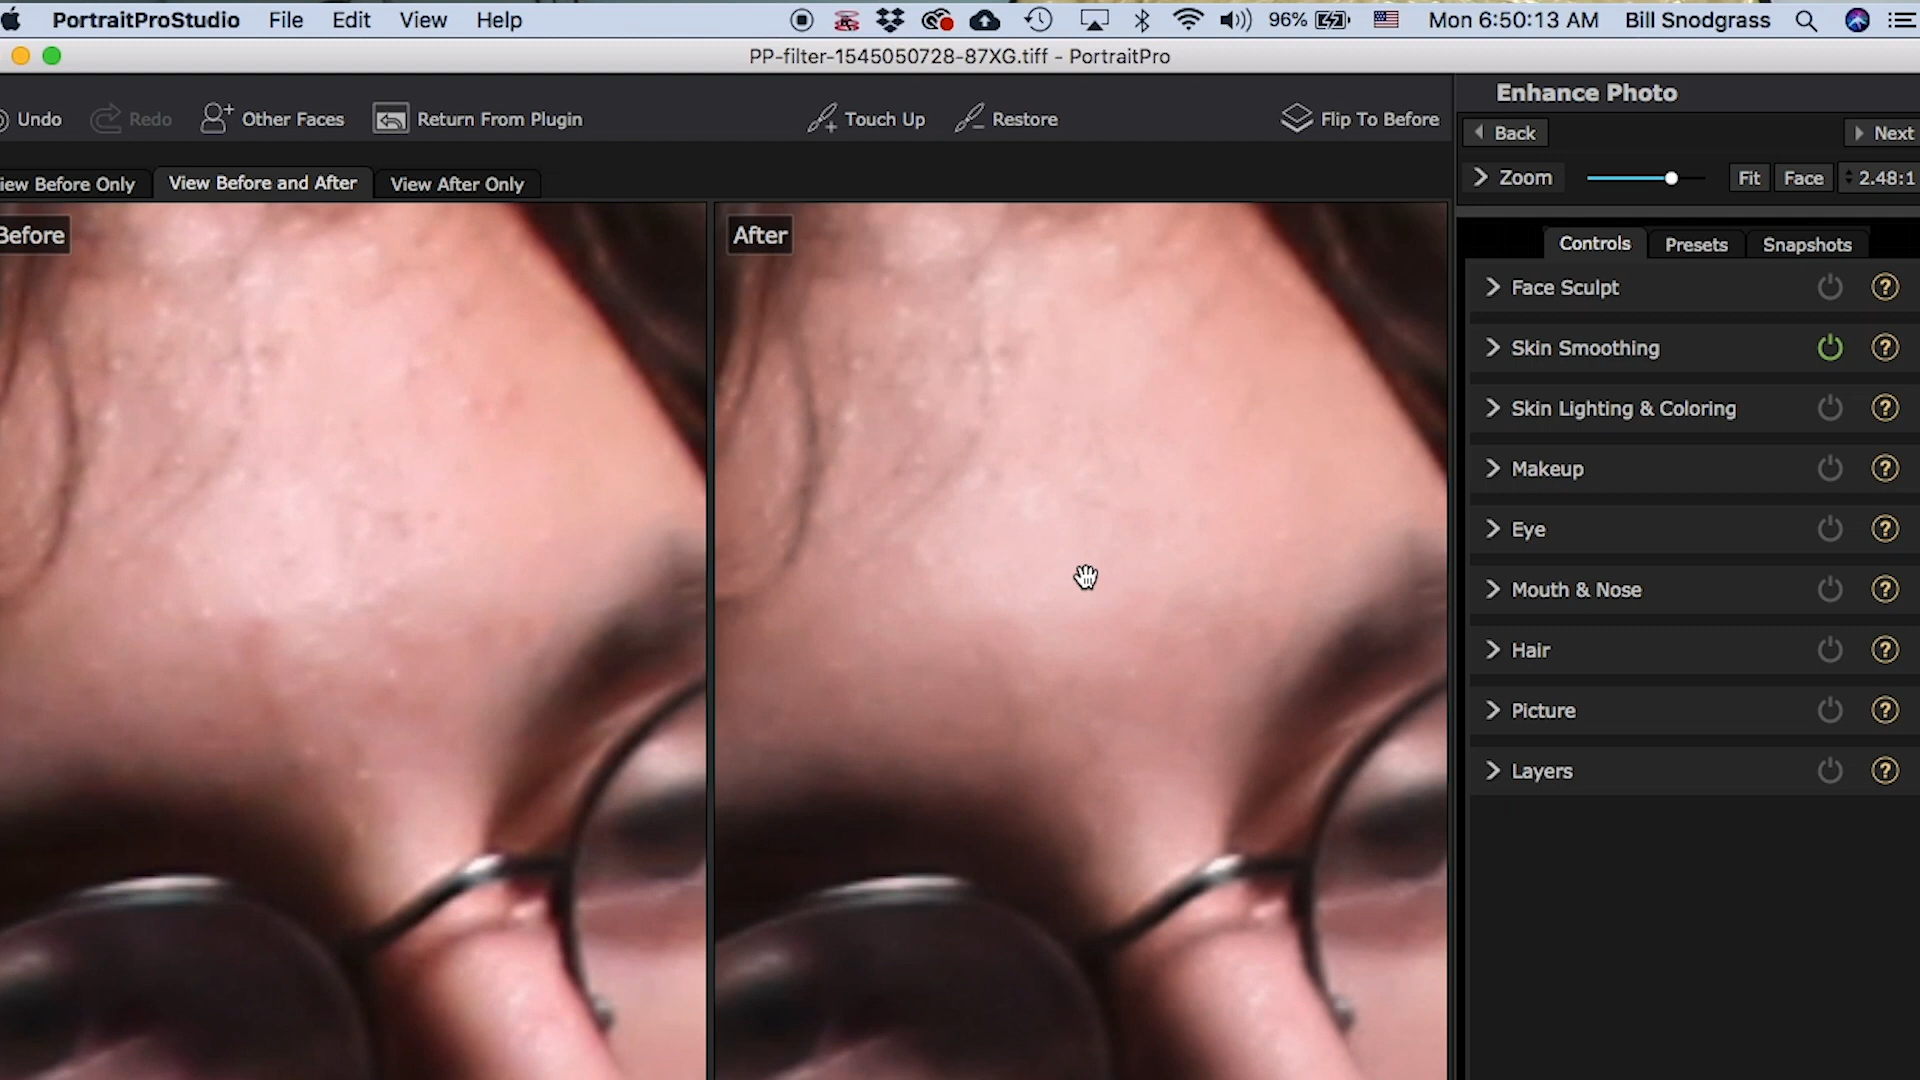 PortraitProStudio File Edit View Help 96% Mon 6:50:13 AM Bill Snodgrass
PP-filter-1545050728-87XG.tiff - PortraitPro
Undo Redo Other Faces Return From Plugin Touch Up Restore Flip To Before
Enhance Photo
Back Next
Zoom Fit Face 2.48:1
iew Before Only View Before and After View After Only
Before After
Controls Presets Snapshots
Face Sculpt ?
Skin Smoothing ?
Skin Lighting & Coloring ?
Makeup ?
Eye ?
Mouth & Nose ?
Hair ?
Picture ?
Layers ?